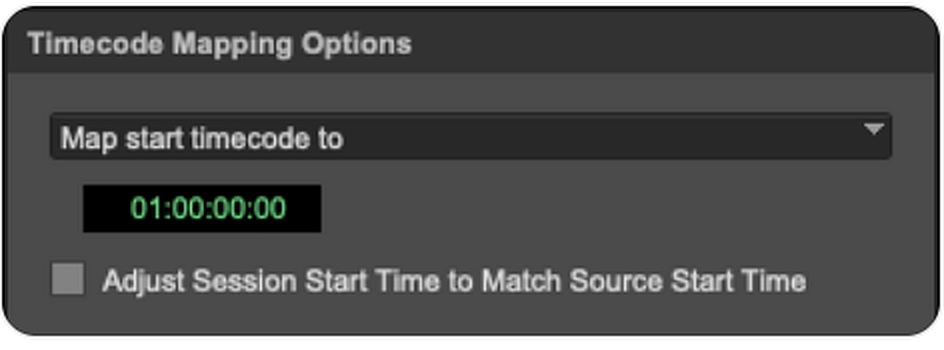 Timecode Mapping Options
Map start timecode to
01:00:00:00
Adjust Session Start Time to Match Source Start Time